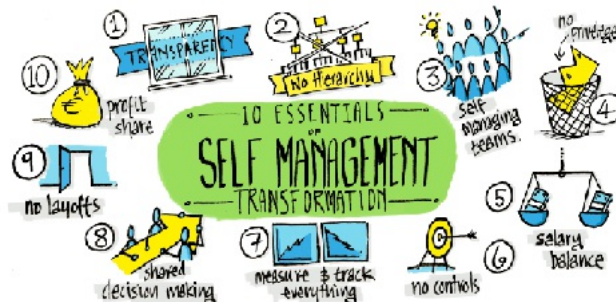 10 ESSENTIALS
OF
SELF MANAGEMENT
TRANSFORMATION
1
TRANSPARENCY
2
No Hierarchy
3
self
managing
teams.
no privileges
4
5
salary
balance
6
no controls
7
measure & track
everything
8
shared
decision making
9
no layoffs
10
€
profit
share